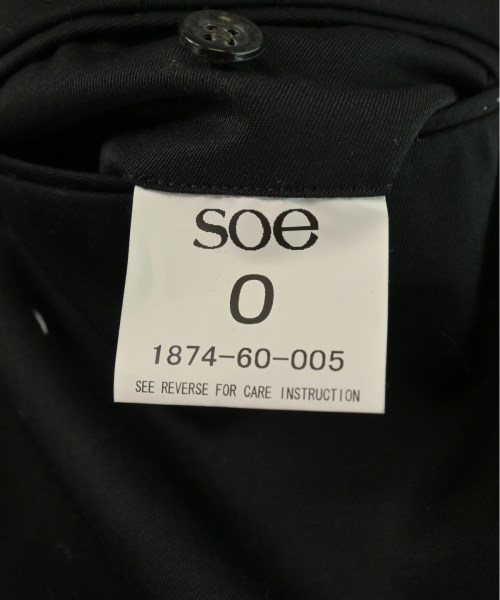 soe
0
1874-60-005
SEE REVERSE FOR CARE INSTRUCTION